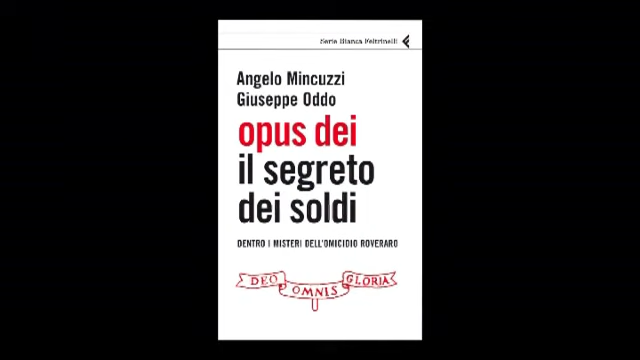 Serie Bianca Feltrinelli
Angelo Mincuzzi
Giuseppe Oddo
opus dei
il segreto
dei soldi
DENTRO I MISTERI DELL'OMICIDIO ROVERARO
DEO OMNIS GLORIA